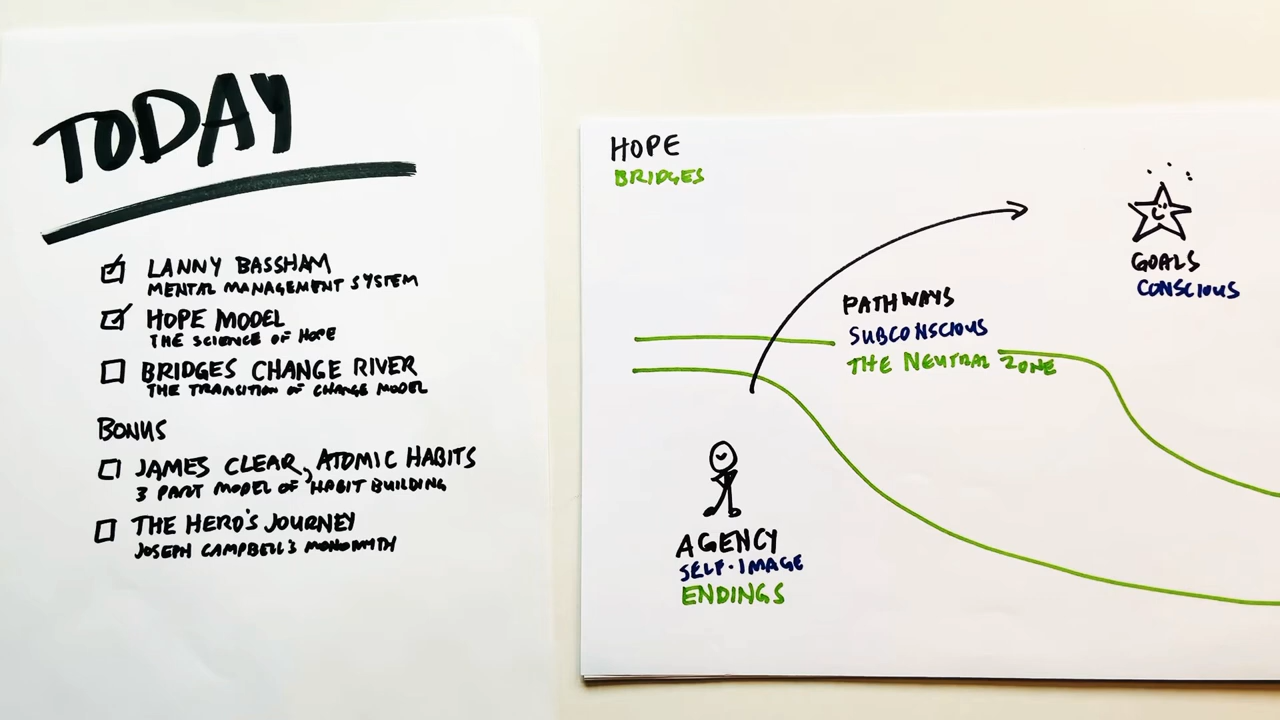 TODAY
LANNY BASSHAM
MENTAL MANAGEMENT SYSTEM
HOPE MODEL
THE SCIENCE OF HOPE
BRIDGES CHANGE RIVER
THE TRANSITION OF CHANGE MODEL
BONUS
JAMES CLEAR, ATOMIC HABITS
3 PART MODEL OF HABIT BUILDING
THE HERO'S JOURNEY
JOSEPH CAMPBELL'S MONOMYTH
HOPE
BRIDGES
GOALS
CONSCIOUS
PATHWAYS
SUBCONSCIOUS
THE NEUTRAL ZONE
AGENCY
SELF-IMAGE
ENDINGS